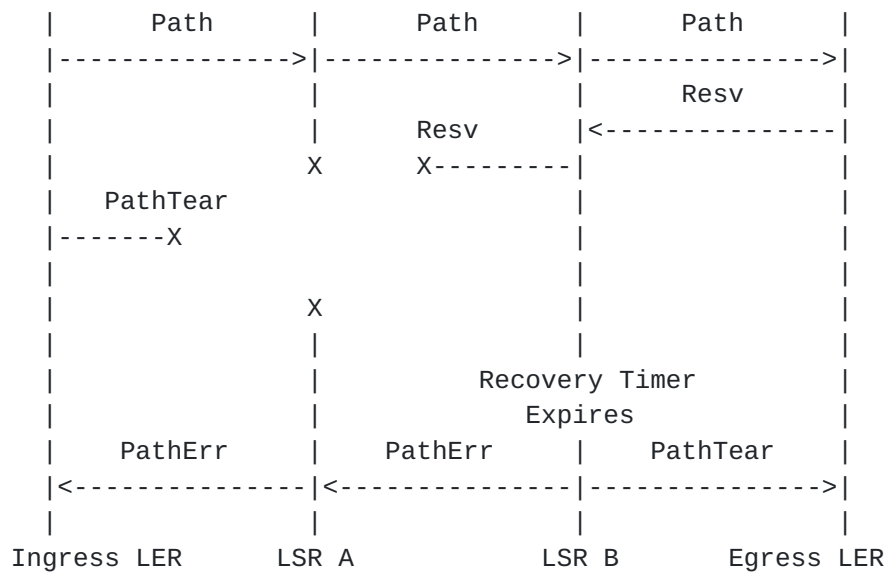 Path Path Path
Resv
Resv
X X
PathTear
X
X
Recovery Timer
Expires
PathErr PathErr PathTear
Ingress LER LSR A LSR B Egress LER